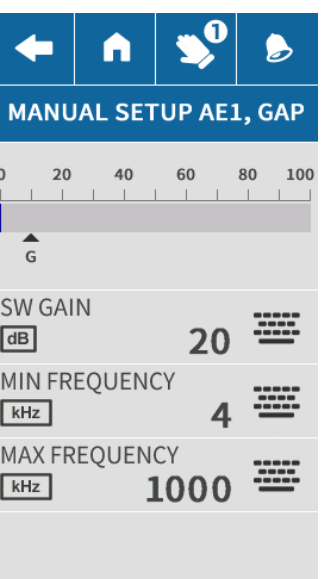 1
MANUAL SETUP AE1, GAP
0 20 40 60 80 100
G
SW GAIN
dB 20
MIN FREQUENCY
kHz 4
MAX FREQUENCY
kHz 1000